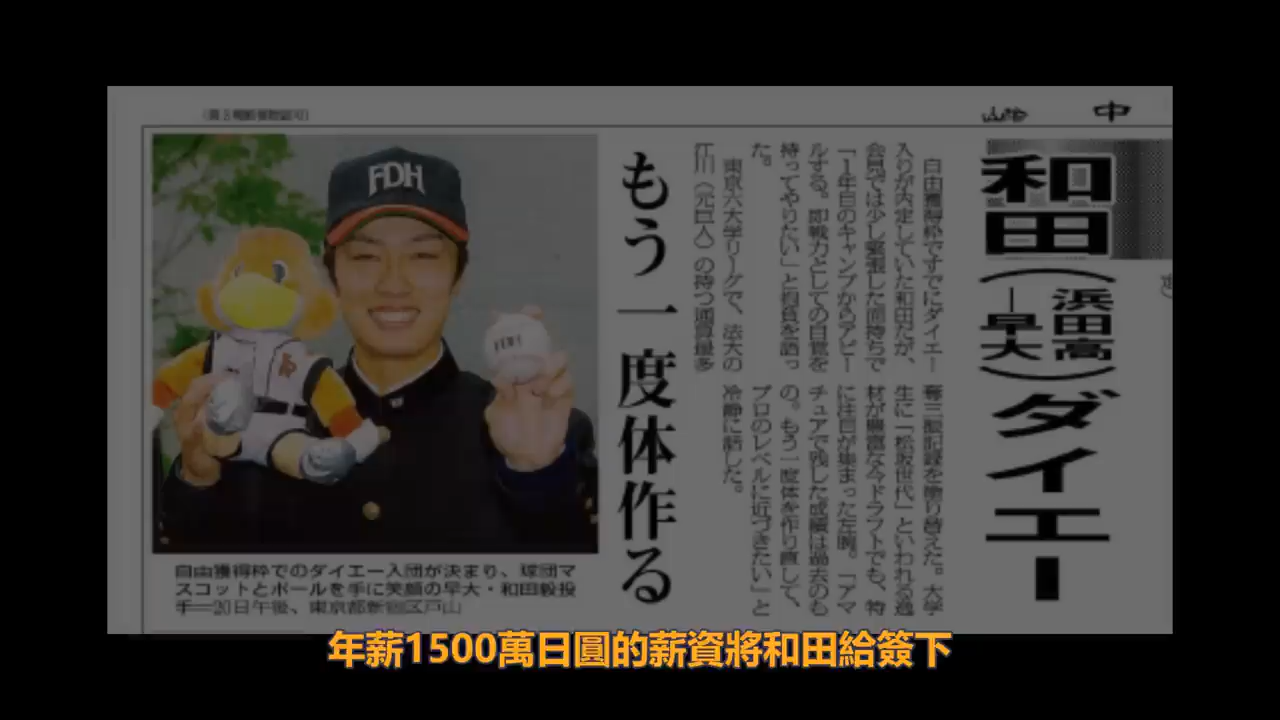 中
和田(浜田高―早大)ダイエー
自由獲得枠ですでにダイエー
入りが内定していた和田だが、
会見では少し緊張した面持ちで
「1年目のキャンプからアピー
ルする。即戦力としての自覚を
持ってやりたい」と抱負を語っ
た。
東京六大学リーグで、法大の
江川(元巨人)の持つ通算最多
奪三振記録を塗り替えた。大学
生に「松坂世代」といわれる逸
材が豊富な今ドラフトでも、特
に注目が集まった左腕。「アマ
チュアで残した成績は過去のも
の。もう一度体を作り直して、
プロのレベルに近づきたい」と
冷静に話した。
もう一度体作る
FDH
FDH
自由獲得枠でのダイエー入団が決まり、球団マ
スコットとボールを手に笑顔の早大・和田毅投
手=20日午後、東京都新宿区戸山
年薪1500萬日圓的薪資將和田給簽下